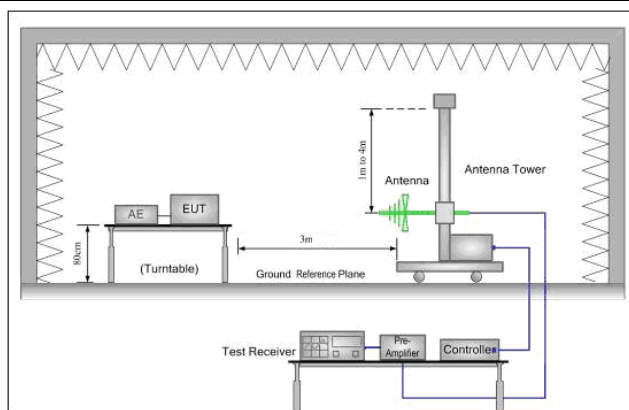 1m to 4m
Antenna
Antenna Tower
AE
EUT
80cm
(Turntable)
3m
Ground Reference Plane
Test Receiver
Pre-
Amplifier
Controller